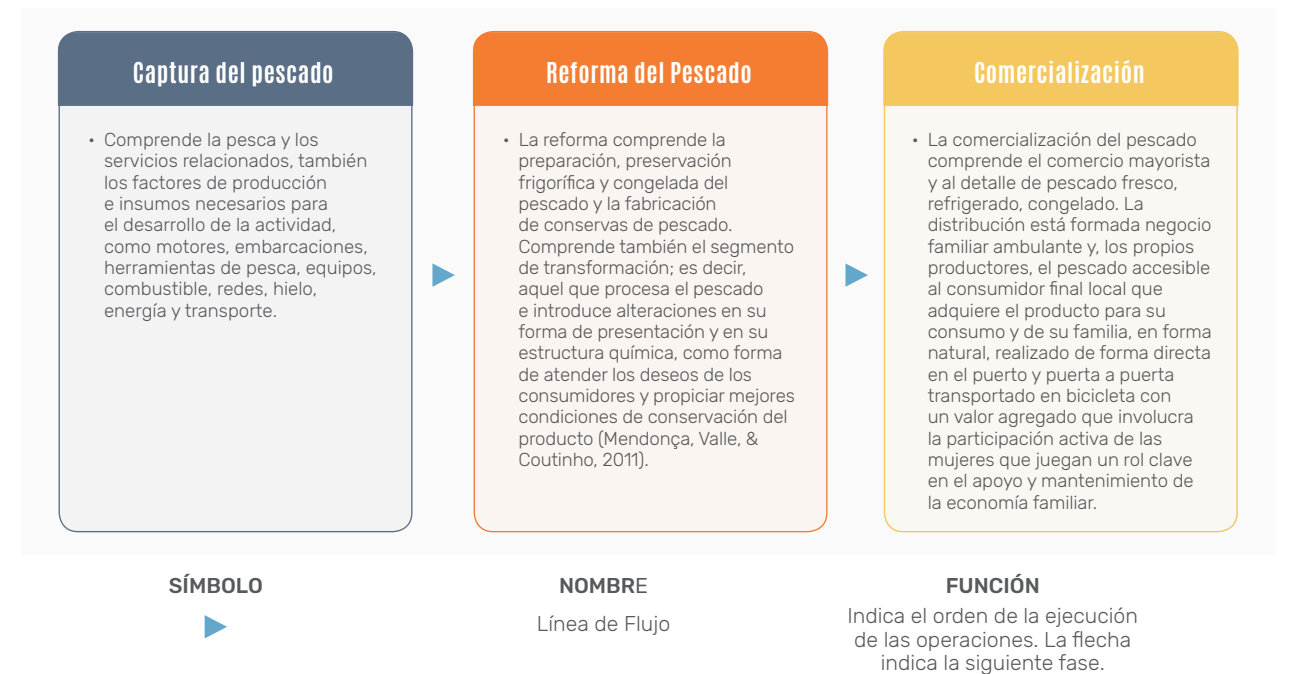 Captura del pescado
• Comprende la pesca y los
servicios relacionados, también
los factores de producción
e insumos necesarios para
el desarrollo de la actividad,
como motores, embarcaciones,
herramientas de pesca, equipos,
combustible, redes, hielo,
energía y transporte.
Reforma del Pescado
• La reforma comprende la
preparación, preservación
frigorífica y congelada del
pescado y la fabricación
de conservas de pescado.
Comprende también el segmento
de transformación; es decir,
aquel que procesa el pescado
e introduce alteraciones en su
forma de presentación y en su
estructura química, como forma
de atender los deseos de los
consumidores y propiciar mejores
condiciones de conservación del
producto (Mendonça, Valle, &
Coutinho, 2011).
Comercialización
• La comercialización del pescado
comprende el comercio mayorista
y al detalle de pescado fresco,
refrigerado, congelado. La
distribución está formada negocio
familiar ambulante y, los propios
productores, el pescado accesible
al consumidor final local que
adquiere el producto para su
consumo y de su familia, en forma
natural, realizado de forma directa
en el puerto y puerta a puerta
transportado en bicicleta con
un valor agregado que involucra
la participación activa de las
mujeres que juegan un rol clave
en el apoyo y mantenimiento de
la economía familiar.
SÍMBOLO
NOMBRE
Línea de Flujo
FUNCIÓN
Indica el orden de la ejecución
de las operaciones. La flecha
indica la siguiente fase.